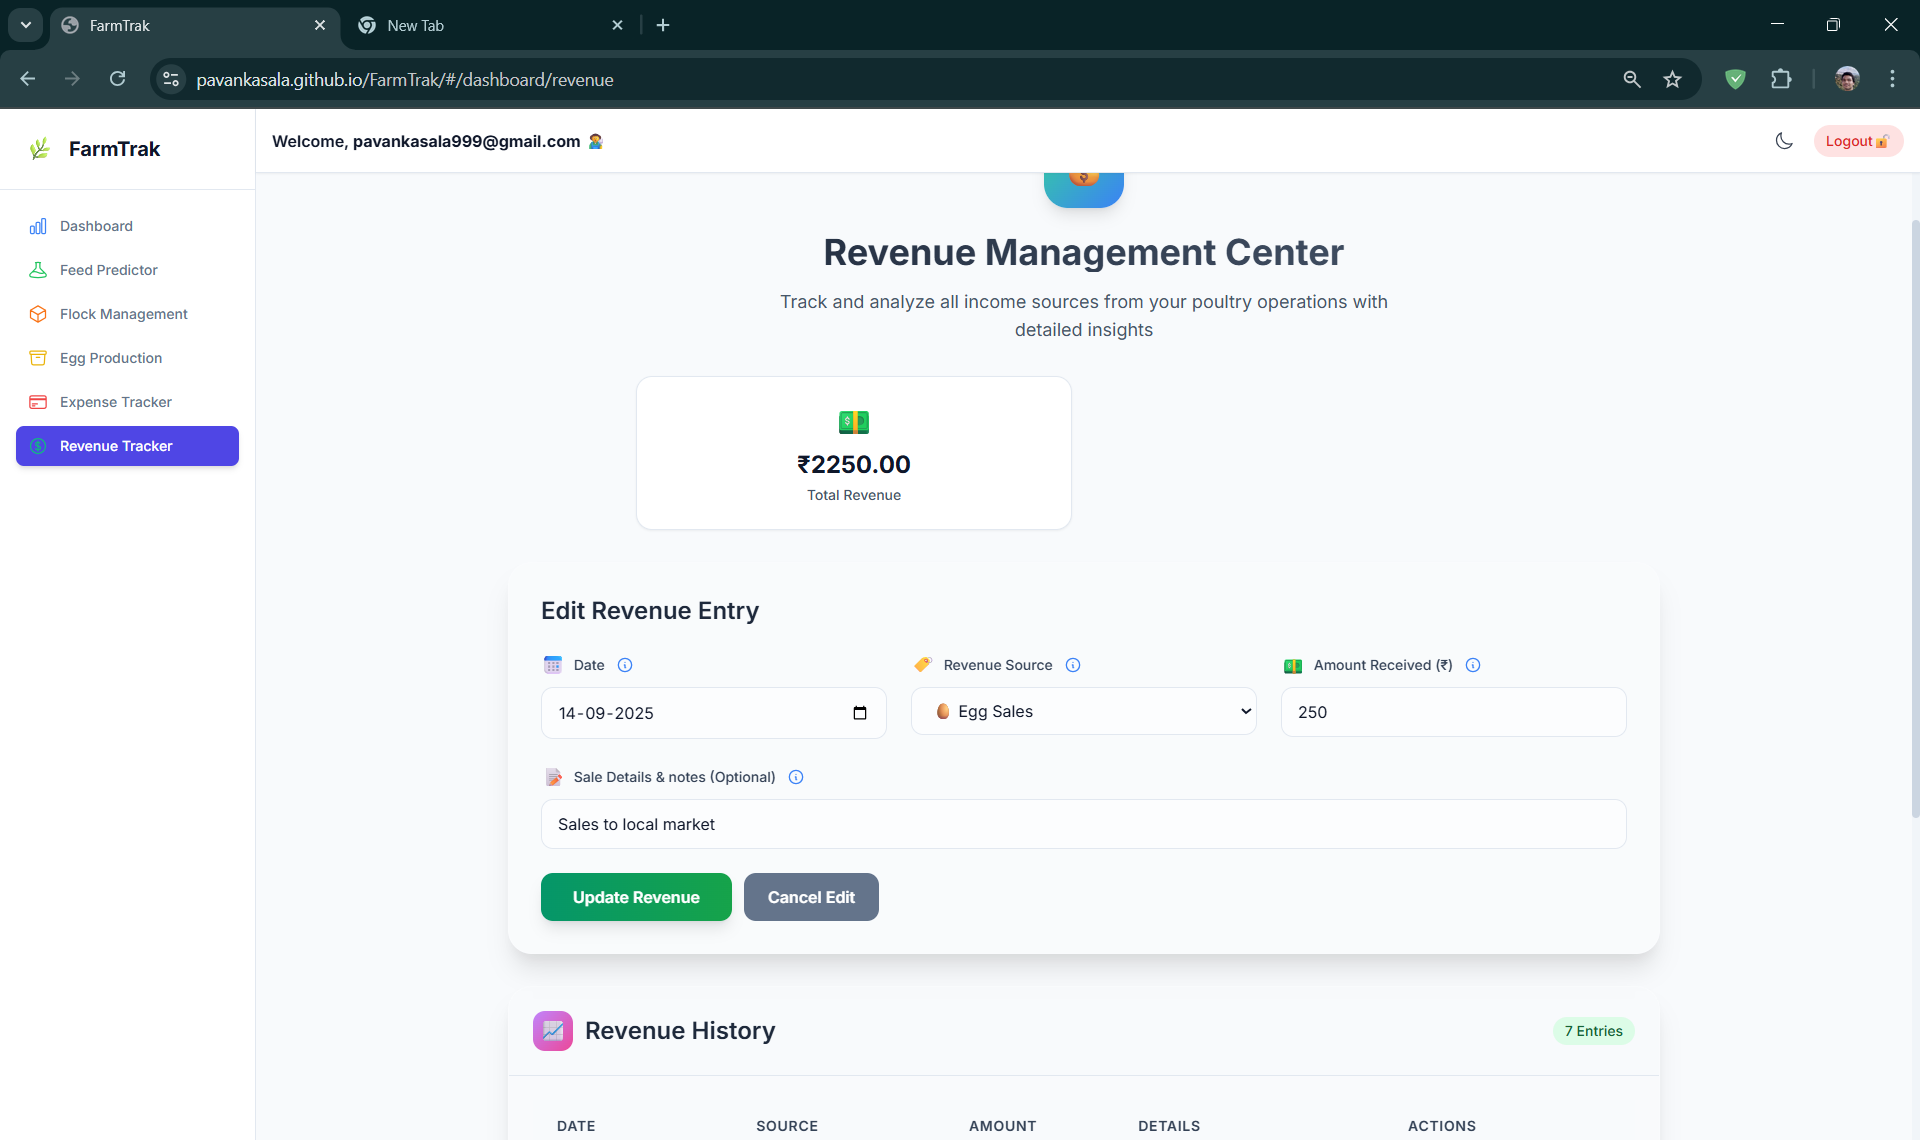 FarmTrak
New Tab
pavankasala.github.io/FarmTrak/#/dashboard/revenue
FarmTrak
Welcome, pavankasala999@gmail.com
Logout
Dashboard
Feed Predictor
Flock Management
Egg Production
Expense Tracker
Revenue Tracker
Revenue Management Center
Track and analyze all income sources from your poultry operations with
detailed insights
₹2250.00
Total Revenue
Edit Revenue Entry
Date
Revenue Source
Amount Received (₹)
14-09-2025
Egg Sales
250
Sale Details & notes (Optional)
Sales to local market
Update Revenue
Cancel Edit
Revenue History
7 Entries
DATE
SOURCE
AMOUNT
DETAILS
ACTIONS